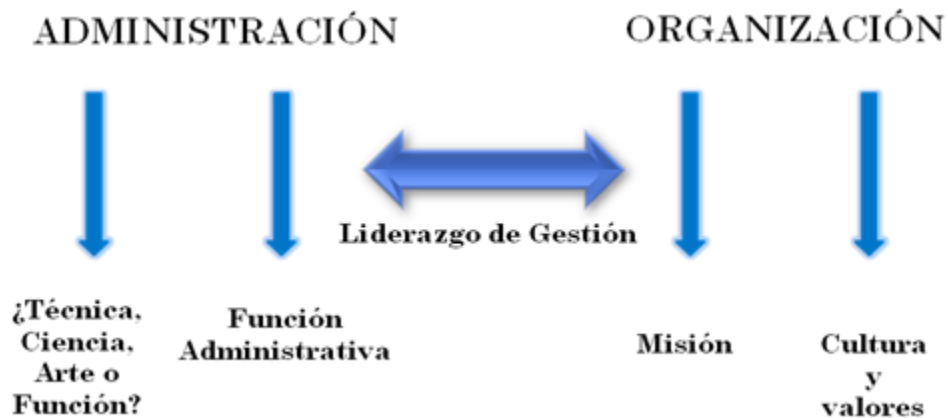 ADMINISTRACIÓN
ORGANIZACIÓN
Liderazgo de Gestión
¿Técnica,
Ciencia,
Arte o
Función?
Función
Administrativa
Misión
Cultura
y
valores